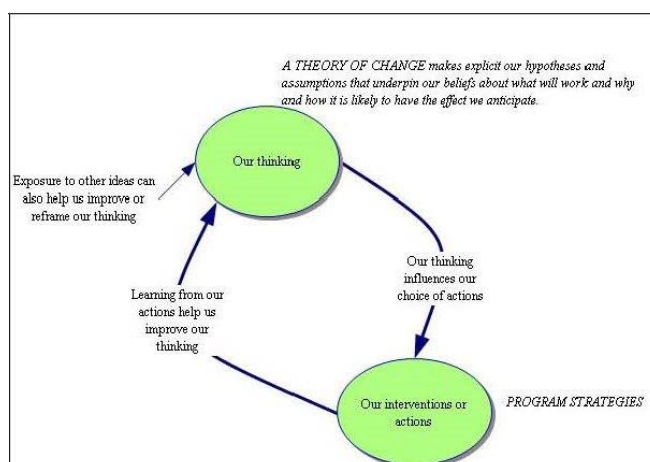 A THEORY OF CHANGE makes explicit our hypotheses and
assumptions that underpin our beliefs about what will work and why
and how it is likely to have the effect we anticipate.
Our thinking
Exposure to other ideas can
also help us improve or
reframe our thinking
Our thinking
influences our
choice of actions
Learning from our
actions help us
improve our
thinking
Our interventions or
actions
PROGRAM STRATEGIES